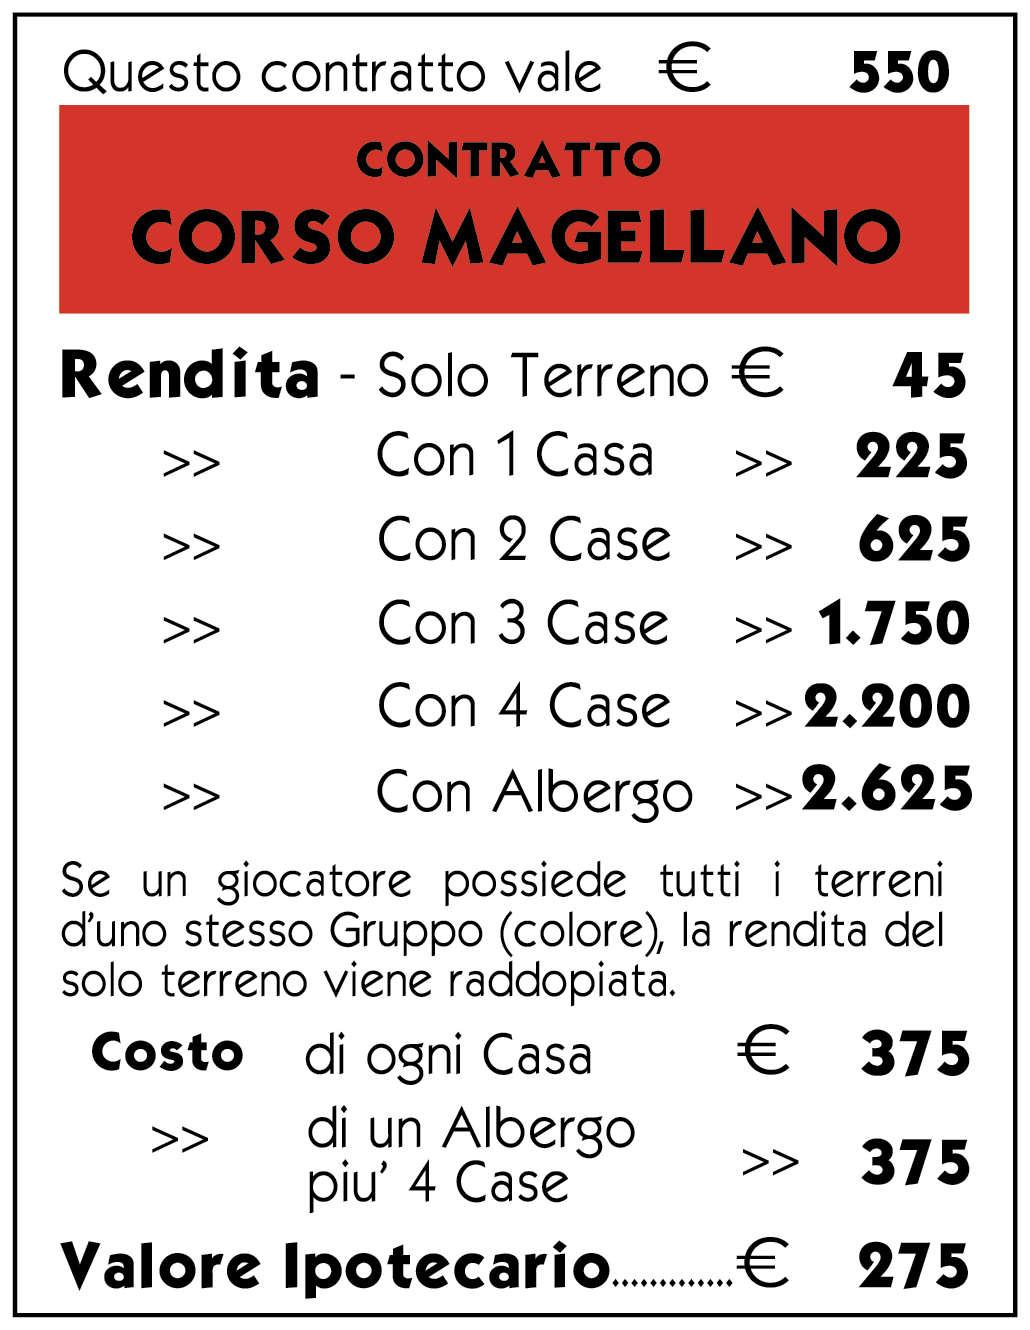 Questo contratto vale € 550
CONTRATTO
CORSO MAGELLANO
Rendita - Solo Terreno € 45
>> Con 1 Casa >> 225
>> Con 2 Case >> 625
>> Con 3 Case >> 1.750
>> Con 4 Case >> 2.200
>> Con Albergo >> 2.625
Se un giocatore possiede tutti i terreni
d'uno stesso Gruppo (colore), la rendita del
solo terreno viene raddopiata.
Costo di ogni Casa € 375
>> di un Albergo
piu' 4 Case >> 375
Valore Ipotecario.............€ 275